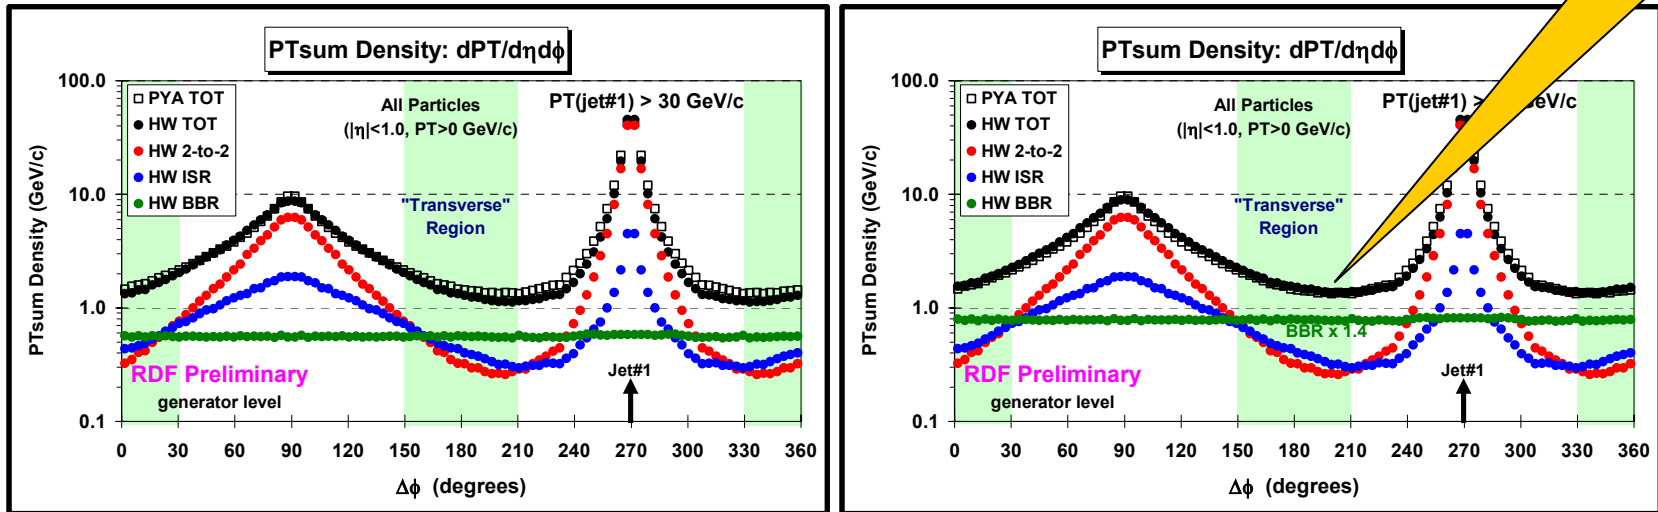 PTsum Density: dPT/dηdϕ
100.0
10.0
1.0
0.1
PTsum Density (GeV/c)
PYA TOT
HW TOT
HW 2-to-2
HW ISR
HW BBR
All Particles
(|η|<1.0, PT>0 GeV/c)
PT(jet#1) > 30 GeV/c
"Transverse"
Region
RDF Preliminary
generator level
Jet#1
0 30 60 90 120 150 180 210 240 270 300 330 360
Δϕ (degrees)
PTsum Density: dPT/dηdϕ
100.0
10.0
1.0
0.1
PTsum Density (GeV/c)
PYA TOT
HW TOT
HW 2-to-2
HW ISR
HW BBR
All Particles
(|η|<1.0, PT>0 GeV/c)
PT(jet#1) > eV/c
"Transverse"
Region
BBR x 1.4
RDF Preliminary
generator level
Jet#1
0 30 60 90 120 150 180 210 240 270 300 330 360
Δϕ (degrees)